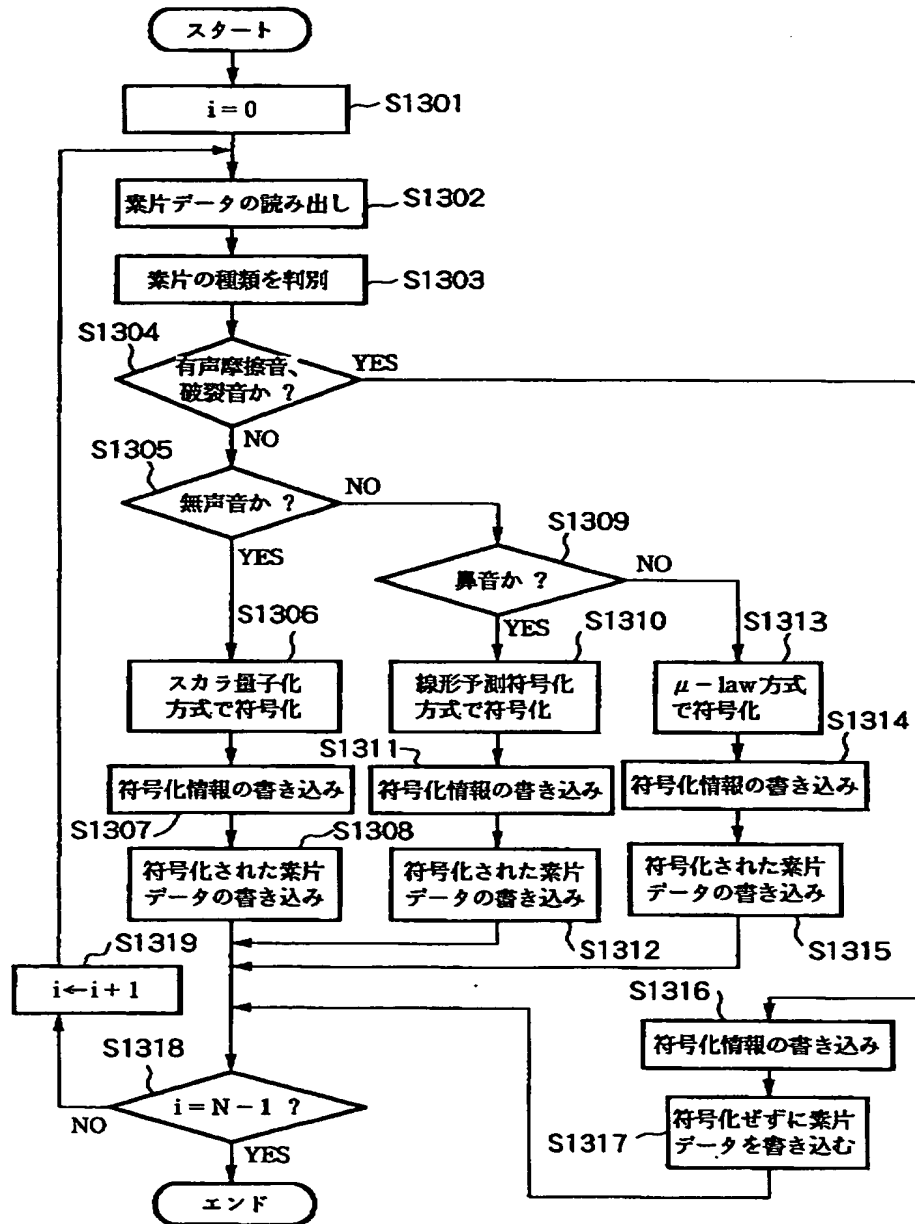 スタート
i = 0
S1301
素片データの読み出し
S1302
素片の種類を判別
S1303
S1304
有声摩擦音、
破裂音か ?
YES
NO
S1305
無声音か ?
NO
YES
S1309
鼻音か ?
NO
YES
S1306
スカラ量子化
方式で符号化
S1310
線形予測符号化
方式で符号化
S1313
μ-law方式
で符号化
S1307
符号化情報の書き込み
S1311
符号化情報の書き込み
S1314
符号化情報の書き込み
S1308
符号化された素片
データの書き込み
符号化された素片
データの書き込み
S1312
符号化された素片
データの書き込み
S1315
S1319
i←i + 1
S1316
符号化情報の書き込み
S1317
符号化せずに素片
データを書き込む
S1318
i = N - 1 ?
NO
YES
エンド